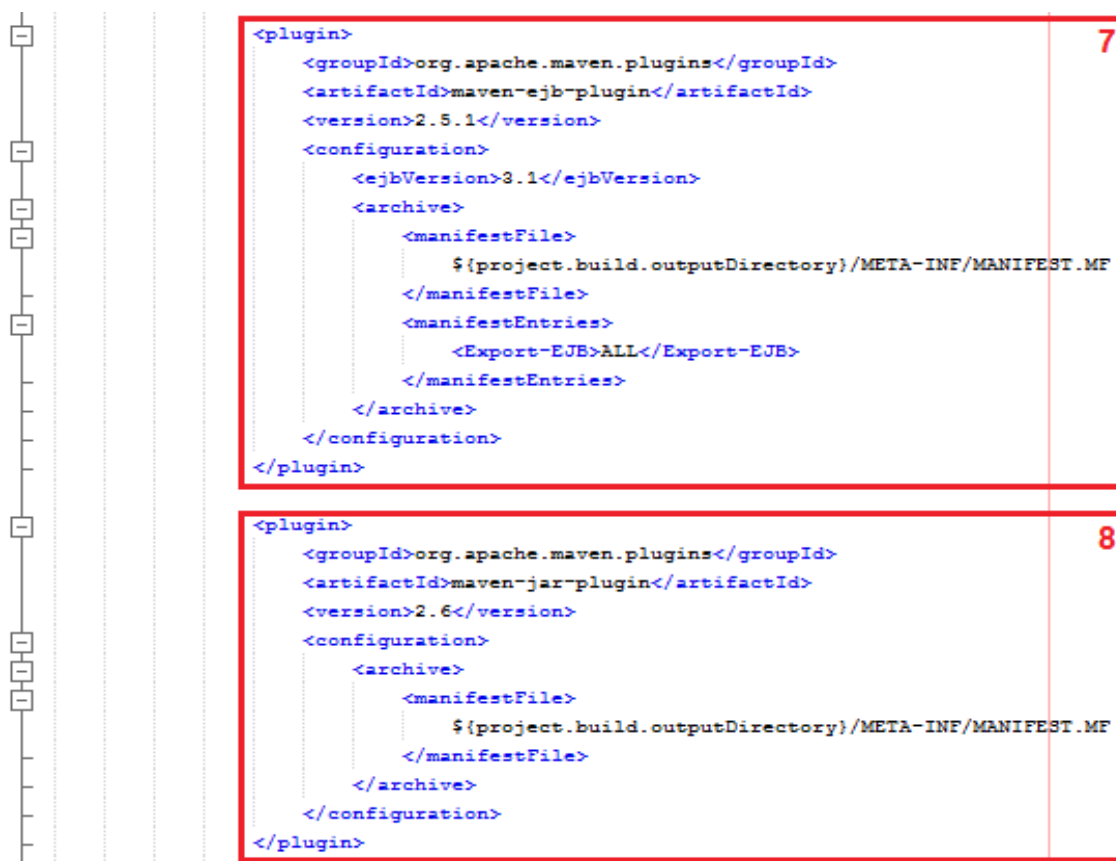 <plugin> 7
<groupId>org.apache.maven.plugins</groupId>
<artifactId>maven-ejb-plugin</artifactId>
<version>2.5.1</version>
<configuration>
<ejbVersion>3.1</ejbVersion>
<archive>
<manifestFile>
${project.build.outputDirectory}/META-INF/MANIFEST.MF
</manifestFile>
<manifestEntries>
<Export-EJB>ALL</Export-EJB>
</manifestEntries>
</archive>
</configuration>
</plugin>
<plugin> 8
<groupId>org.apache.maven.plugins</groupId>
<artifactId>maven-jar-plugin</artifactId>
<version>2.6</version>
<configuration>
<archive>
<manifestFile>
${project.build.outputDirectory}/META-INF/MANIFEST.MF
</manifestFile>
</archive>
</configuration>
</plugin>